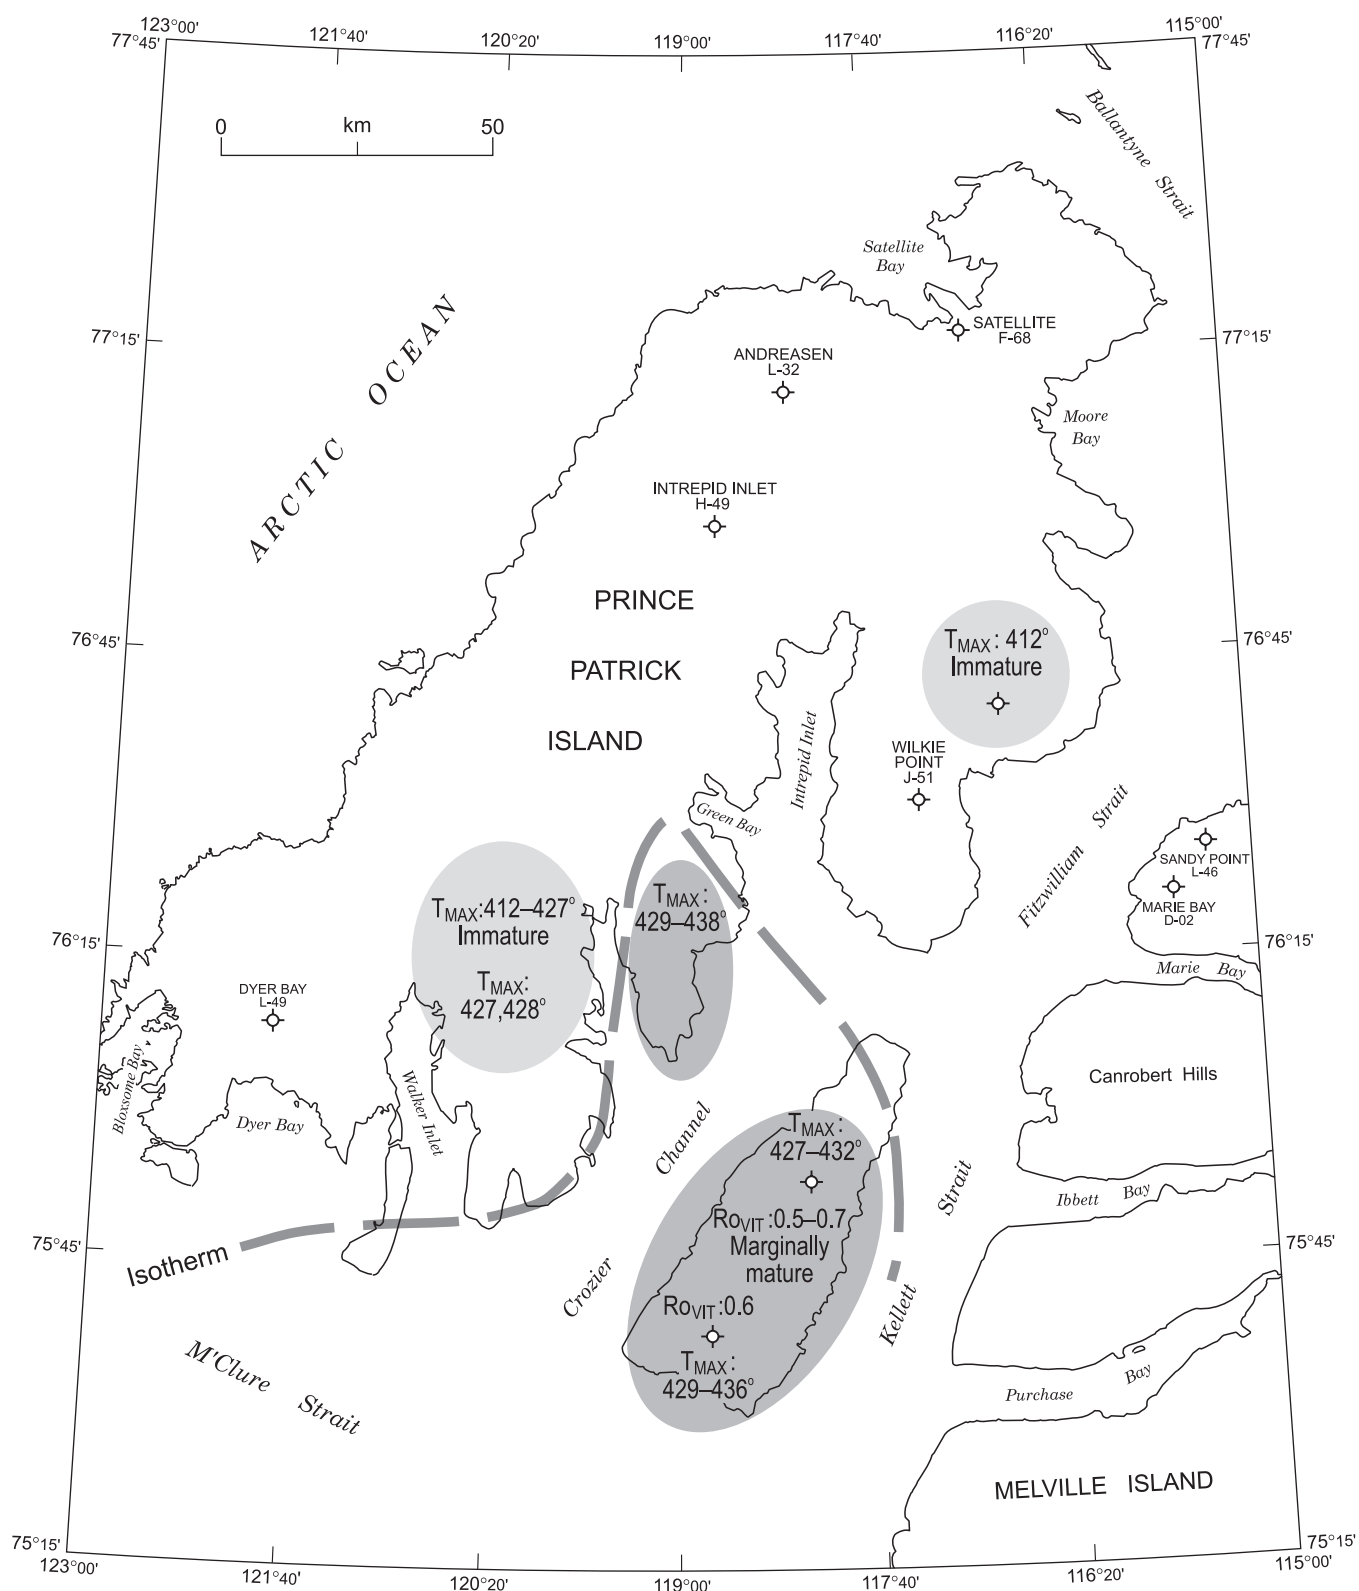 123°00'
121°40'
120°20'
119°00'
117°40'
116°20'
115°00'
77°45'
77°45'
0 km 50
Ballantyne Strait
Satellite
Bay
77°15'
77°15'
SATELLITE
F-68
ANDREASEN
L-32
ARCTIC OCEAN
Moore
Bay
INTREPID INLET
H-49
PRINCE
PATRICK
ISLAND
76°45'
76°45'
TMAX: 412°
Immature
Intrepid Inlet
WILKIE
POINT
J-51
Green Bay
Fitzwilliam Strait
SANDY POINT
L-46
MARIE BAY
D-02
TMAX:412–427°
Immature
TMAX:
427,428°
TMAX:
429–438°
76°15'
76°15'
Marie Bay
DYER BAY
L-49
Bloxsome Bay
Dyer Bay
Walker Inlet
Canrobert Hills
Crozier Channel
TMAX:
427–432°
RoVIT:0.5–0.7
Marginally
mature
RoVIT:0.6
TMAX:
429–436°
Kellett Strait
Ibbett Bay
75°45'
75°45'
Isotherm
M'Clure Strait
Purchase Bay
MELVILLE ISLAND
75°15'
75°15'
123°00'
121°40'
120°20'
119°00'
117°40'
116°20'
115°00'